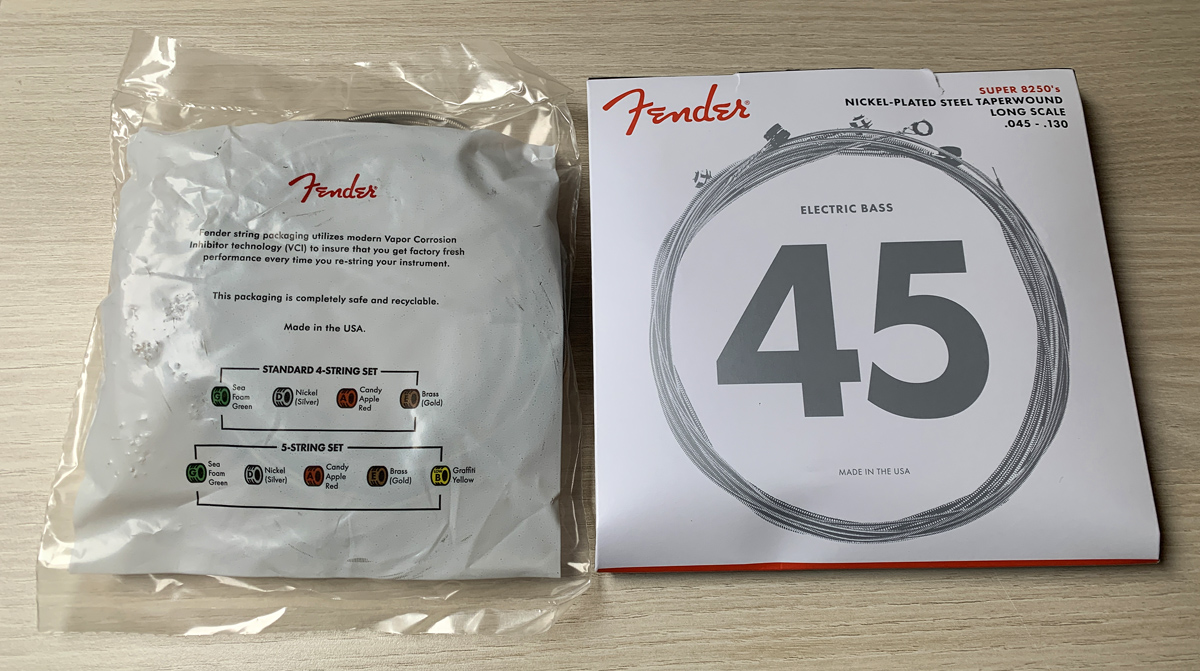 Fender
Fender string packaging utilizes modern Vapor Corrosion
Inhibitor technology (VCI) to insure that you get factory fresh
performance every time you re-string your instrument.
This packaging is completely safe and recyclable.
Made in the USA.
STANDARD 4-STRING SET
G Sea Foam Green
D Nickel (Silver)
A Candy Apple Red
E Brass (Gold)
5-STRING SET
G Sea Foam Green
D Nickel (Silver)
A Candy Apple Red
E Brass (Gold)
B Graffiti Yellow
Fender
SUPER 8250's
NICKEL-PLATED STEEL TAPERWOUND
LONG SCALE
.045 - .130
ELECTRIC BASS
45
MADE IN THE USA